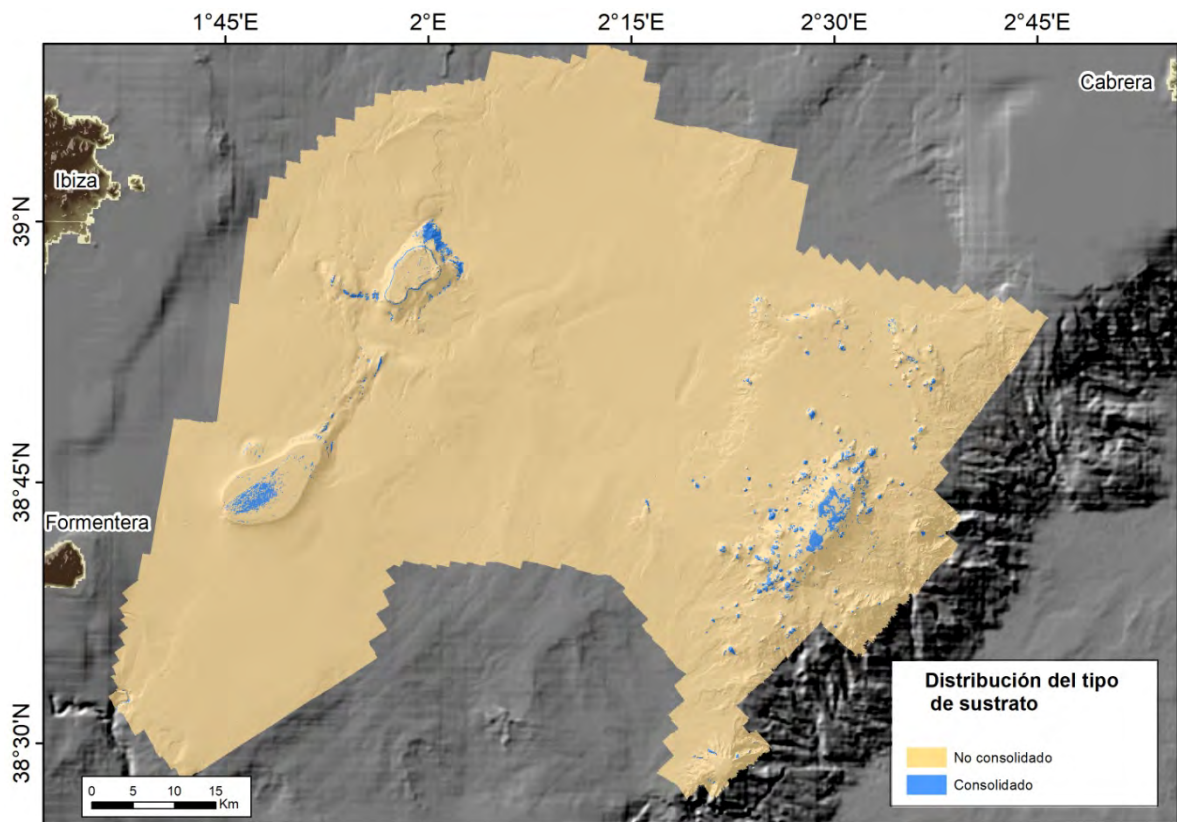 1°45'E 2°E 2°15'E 2°30'E 2°45'E
Cabrera
Ibiza
39°N
38°45'N
Formentera
38°30'N
Distribución del tipo
de sustrato
No consolidado
Consolidado
0 5 10 15
Km